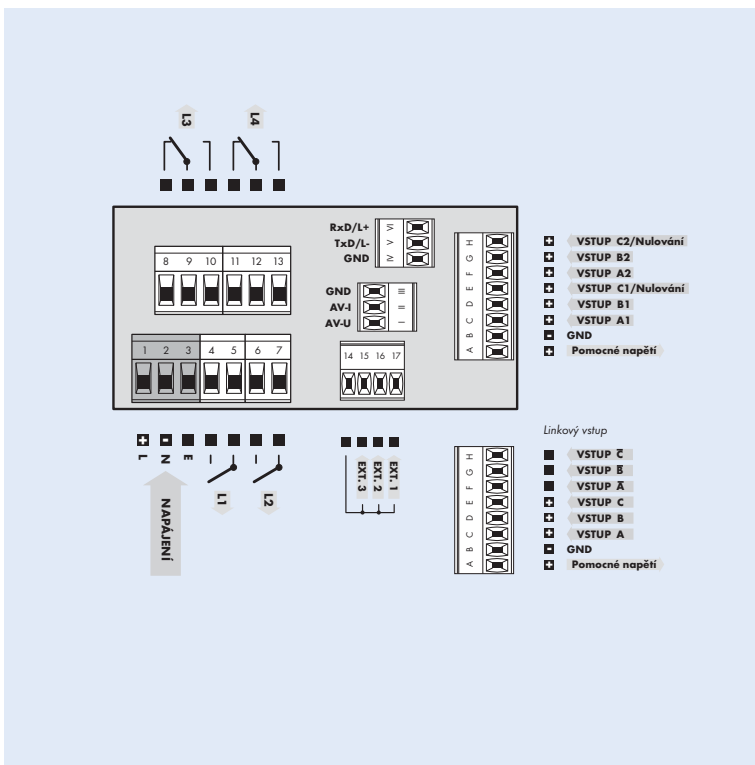 L3 L4
RxD/L+ VI
TxD/L- V
GND IV
GND III
AV-I II
AV-U I
8 9 10 11 12 13
1 2 3 4 5 6 7
14 15 16 17
H VSTUP C2/Nulování
G VSTUP B2
F VSTUP A2
E VSTUP C1/Nulování
D VSTUP B1
C VSTUP A1
B GND
A Pomocné napětí
L N E
L1 L2
NAPÁJENÍ
EXT. 3 EXT. 2 EXT. 1
Linkový vstup
H VSTUP C̅
G VSTUP B̅
F VSTUP A̅
E VSTUP C
D VSTUP B
C VSTUP A
B GND
A Pomocné napětí